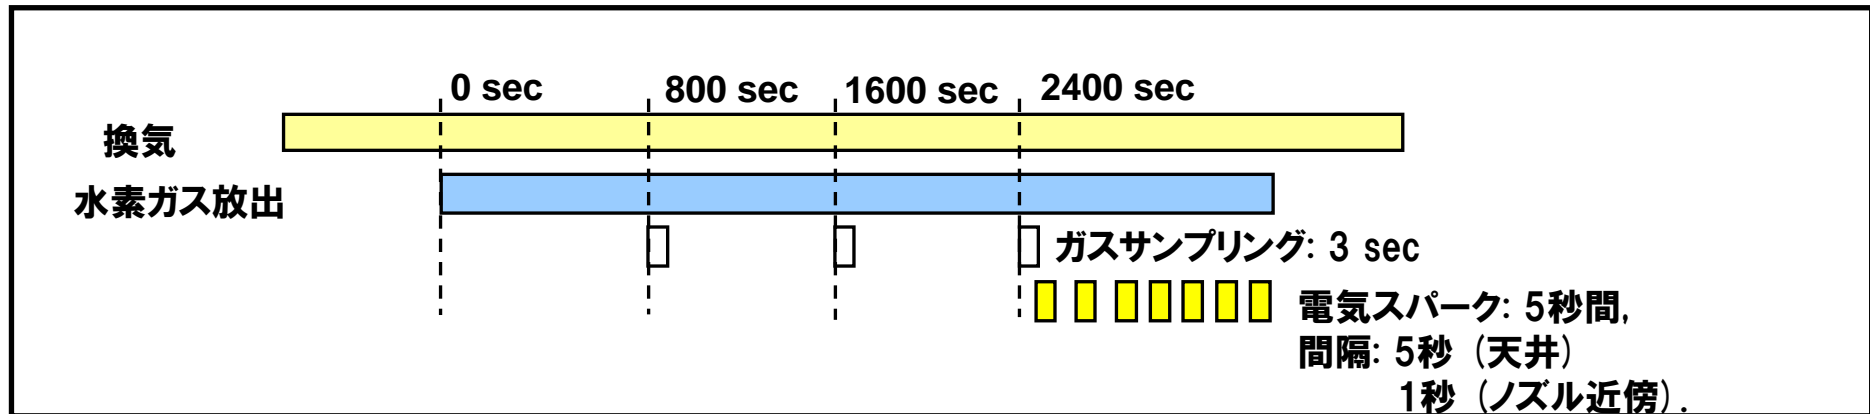 0 sec 800 sec 1600 sec 2400 sec
換気
水素ガス放出
ガスサンプリング: 3 sec
電気スパーク: 5秒間,
間隔: 5秒 (天井)
1秒 (ノズル近傍).